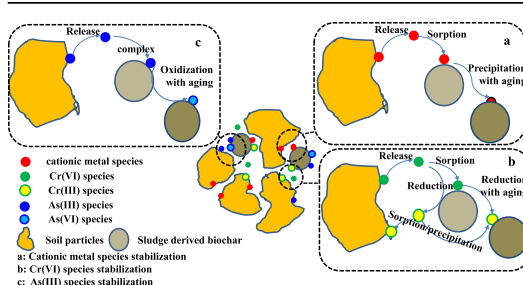 c
Release
complex
Oxidization
with aging
a
Release
Sorption
Precipitation
with aging
b
Release
Sorption
Reduction
Reduction
with aging
Sorption/precipitation
cationic metal species
Cr(VI) species
Cr(III) species
As(III) species
As(VI) species
Soil particles
Sludge derived biochar
a: Cationic metal species stabilization
b: Cr(VI) species stabilization
c: As(III) species stabilization